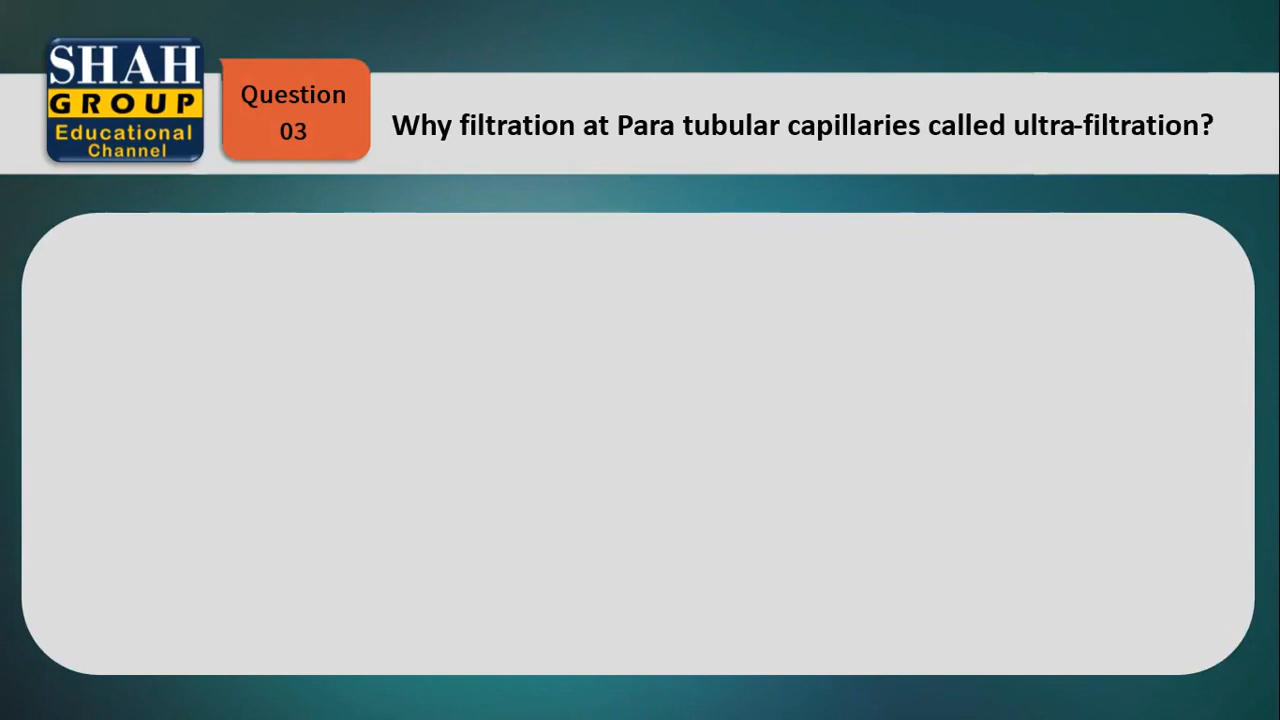 SHAH
GROUP
Educational
Channel
Question
03
Why filtration at Para tubular capillaries called ultra-filtration?